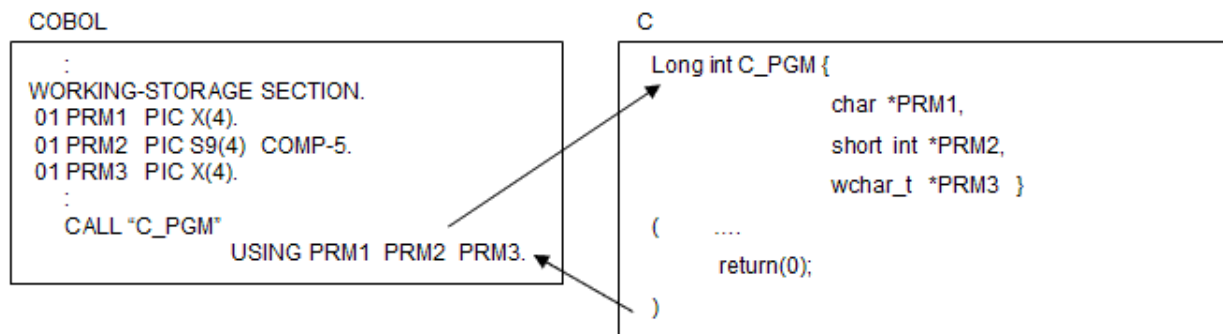 COBOL
:
WORKING-STORAGE SECTION.
01 PRM1 PIC X(4).
01 PRM2 PIC S9(4) COMP-5.
01 PRM3 PIC X(4).
:
CALL “C_PGM”
USING PRM1 PRM2 PRM3.
C
Long int C_PGM {
char *PRM1,
short int *PRM2,
wchar_t *PRM3 }
( ....
return(0);
)